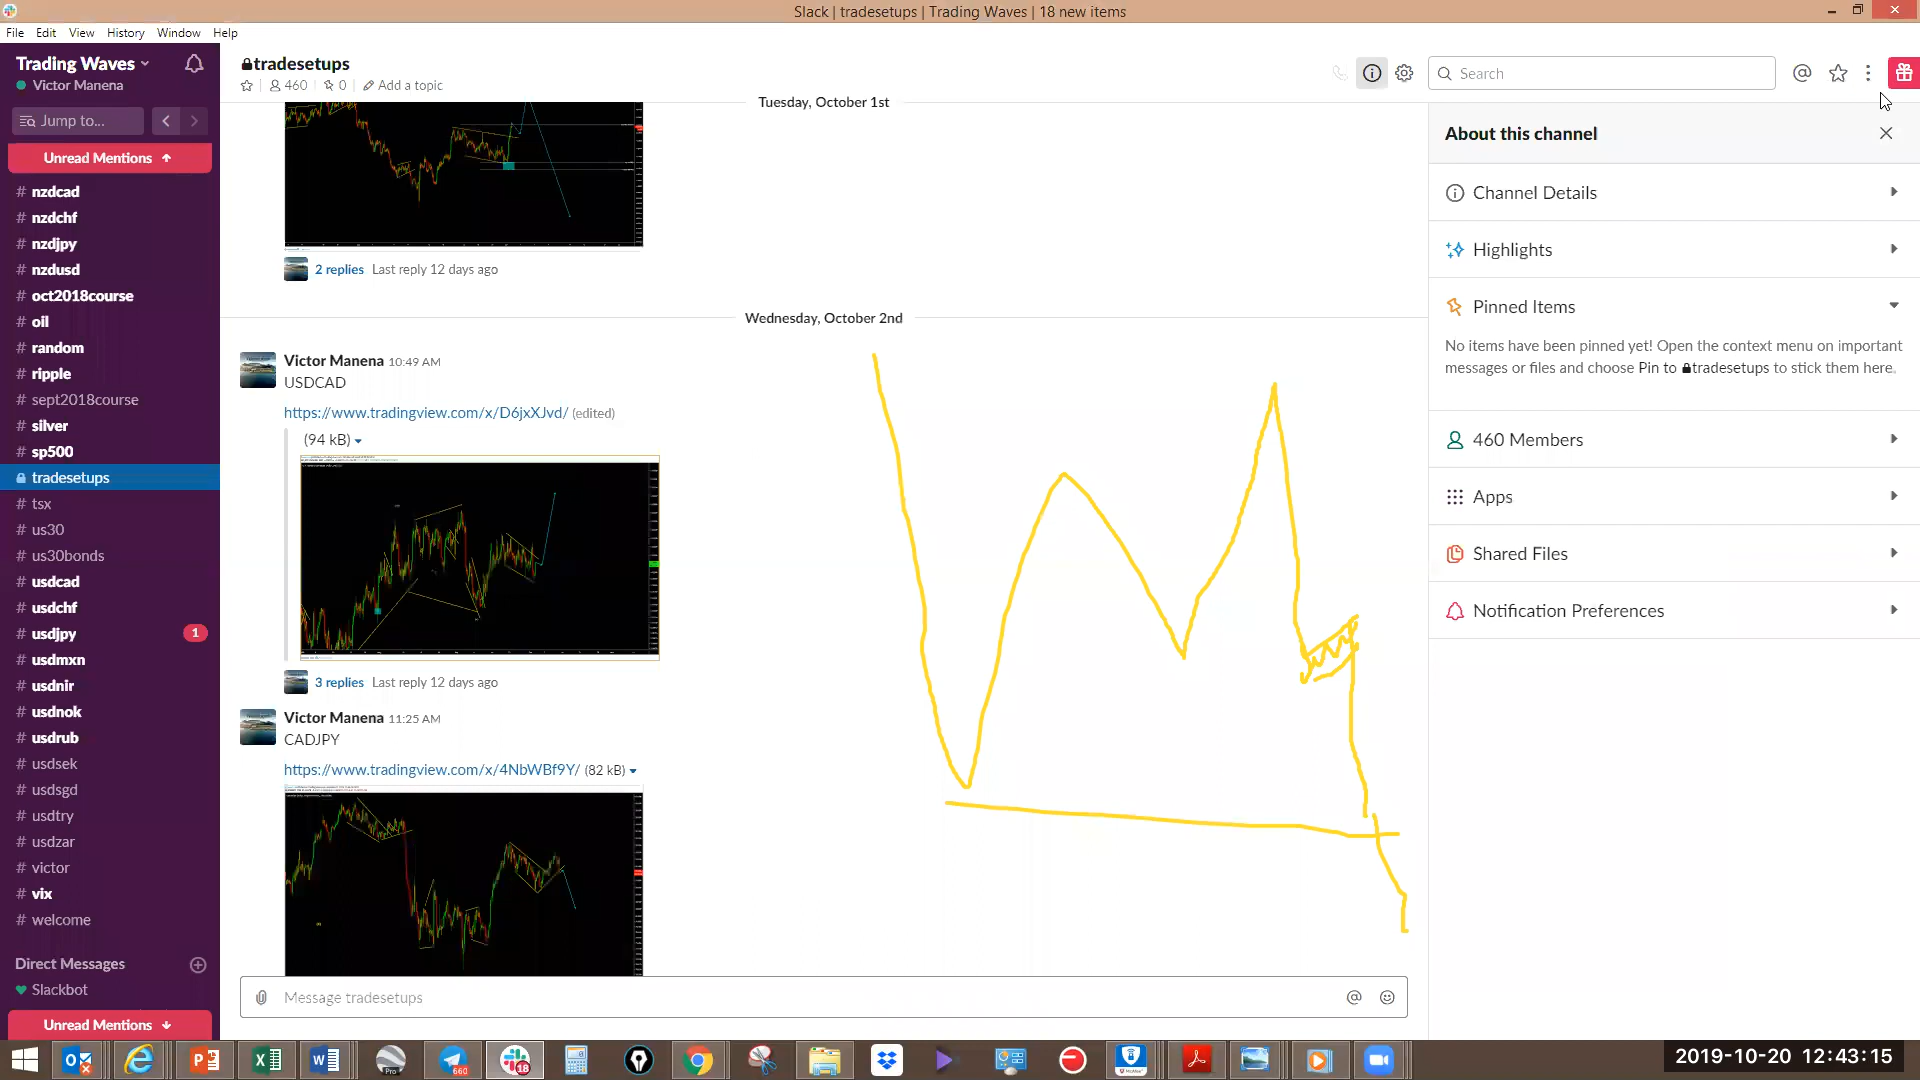 Slack | tradesetups | Trading Waves | 18 new items
File Edit View History Window Help
Trading Waves
Victor Manena
Jump to...
Unread Mentions
# nzdcad
# nzdchf
# nzdjpy
# nzdusd
# oct2018course
# oil
# random
# ripple
# sept2018course
# silver
# sp500
tradesetups
# tsx
# us30
# us30bonds
# usdcad
# usdchf
# usdjpy 1
# usdmxn
# usdnir
# usdnok
# usdrub
# usdsek
# usdsgd
# usdtry
# usdzar
# victor
# vix
# welcome
Direct Messages
Slackbot
Unread Mentions
tradesetups
460 0 Add a topic
Search
Tuesday, October 1st
2 replies Last reply 12 days ago
Wednesday, October 2nd
Victor Manena 10:49 AM
USDCAD
https://www.tradingview.com/x/D6jxXJvd/ (edited)
(94 kB)
3 replies Last reply 12 days ago
Victor Manena 11:25 AM
CADJPY
https://www.tradingview.com/x/4NbWBf9Y/ (82 kB)
Message tradesetups
About this channel
Channel Details
Highlights
Pinned Items
No items have been pinned yet! Open the context menu on important
messages or files and choose Pin to tradesetups to stick them here.
460 Members
Apps
Shared Files
Notification Preferences
Pro
660
18
2019-10-20 12:43:15